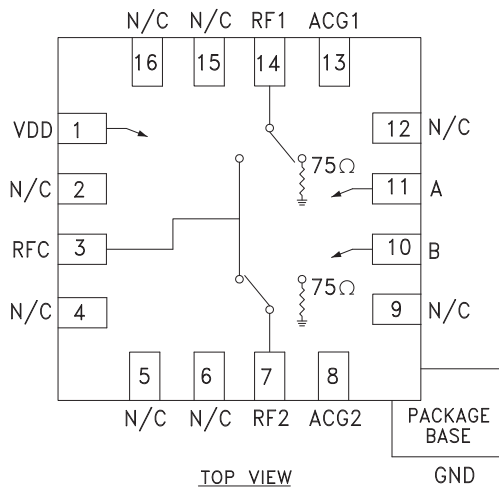 N/C N/C RF1 ACG1
16 15 14 13
VDD 1
12 N/C
75Ω
N/C 2
11 A
RFC 3
10 B
75Ω
N/C 4
9 N/C
5 6 7 8
N/C N/C RF2 ACG2
PACKAGE
BASE
TOP VIEW
GND